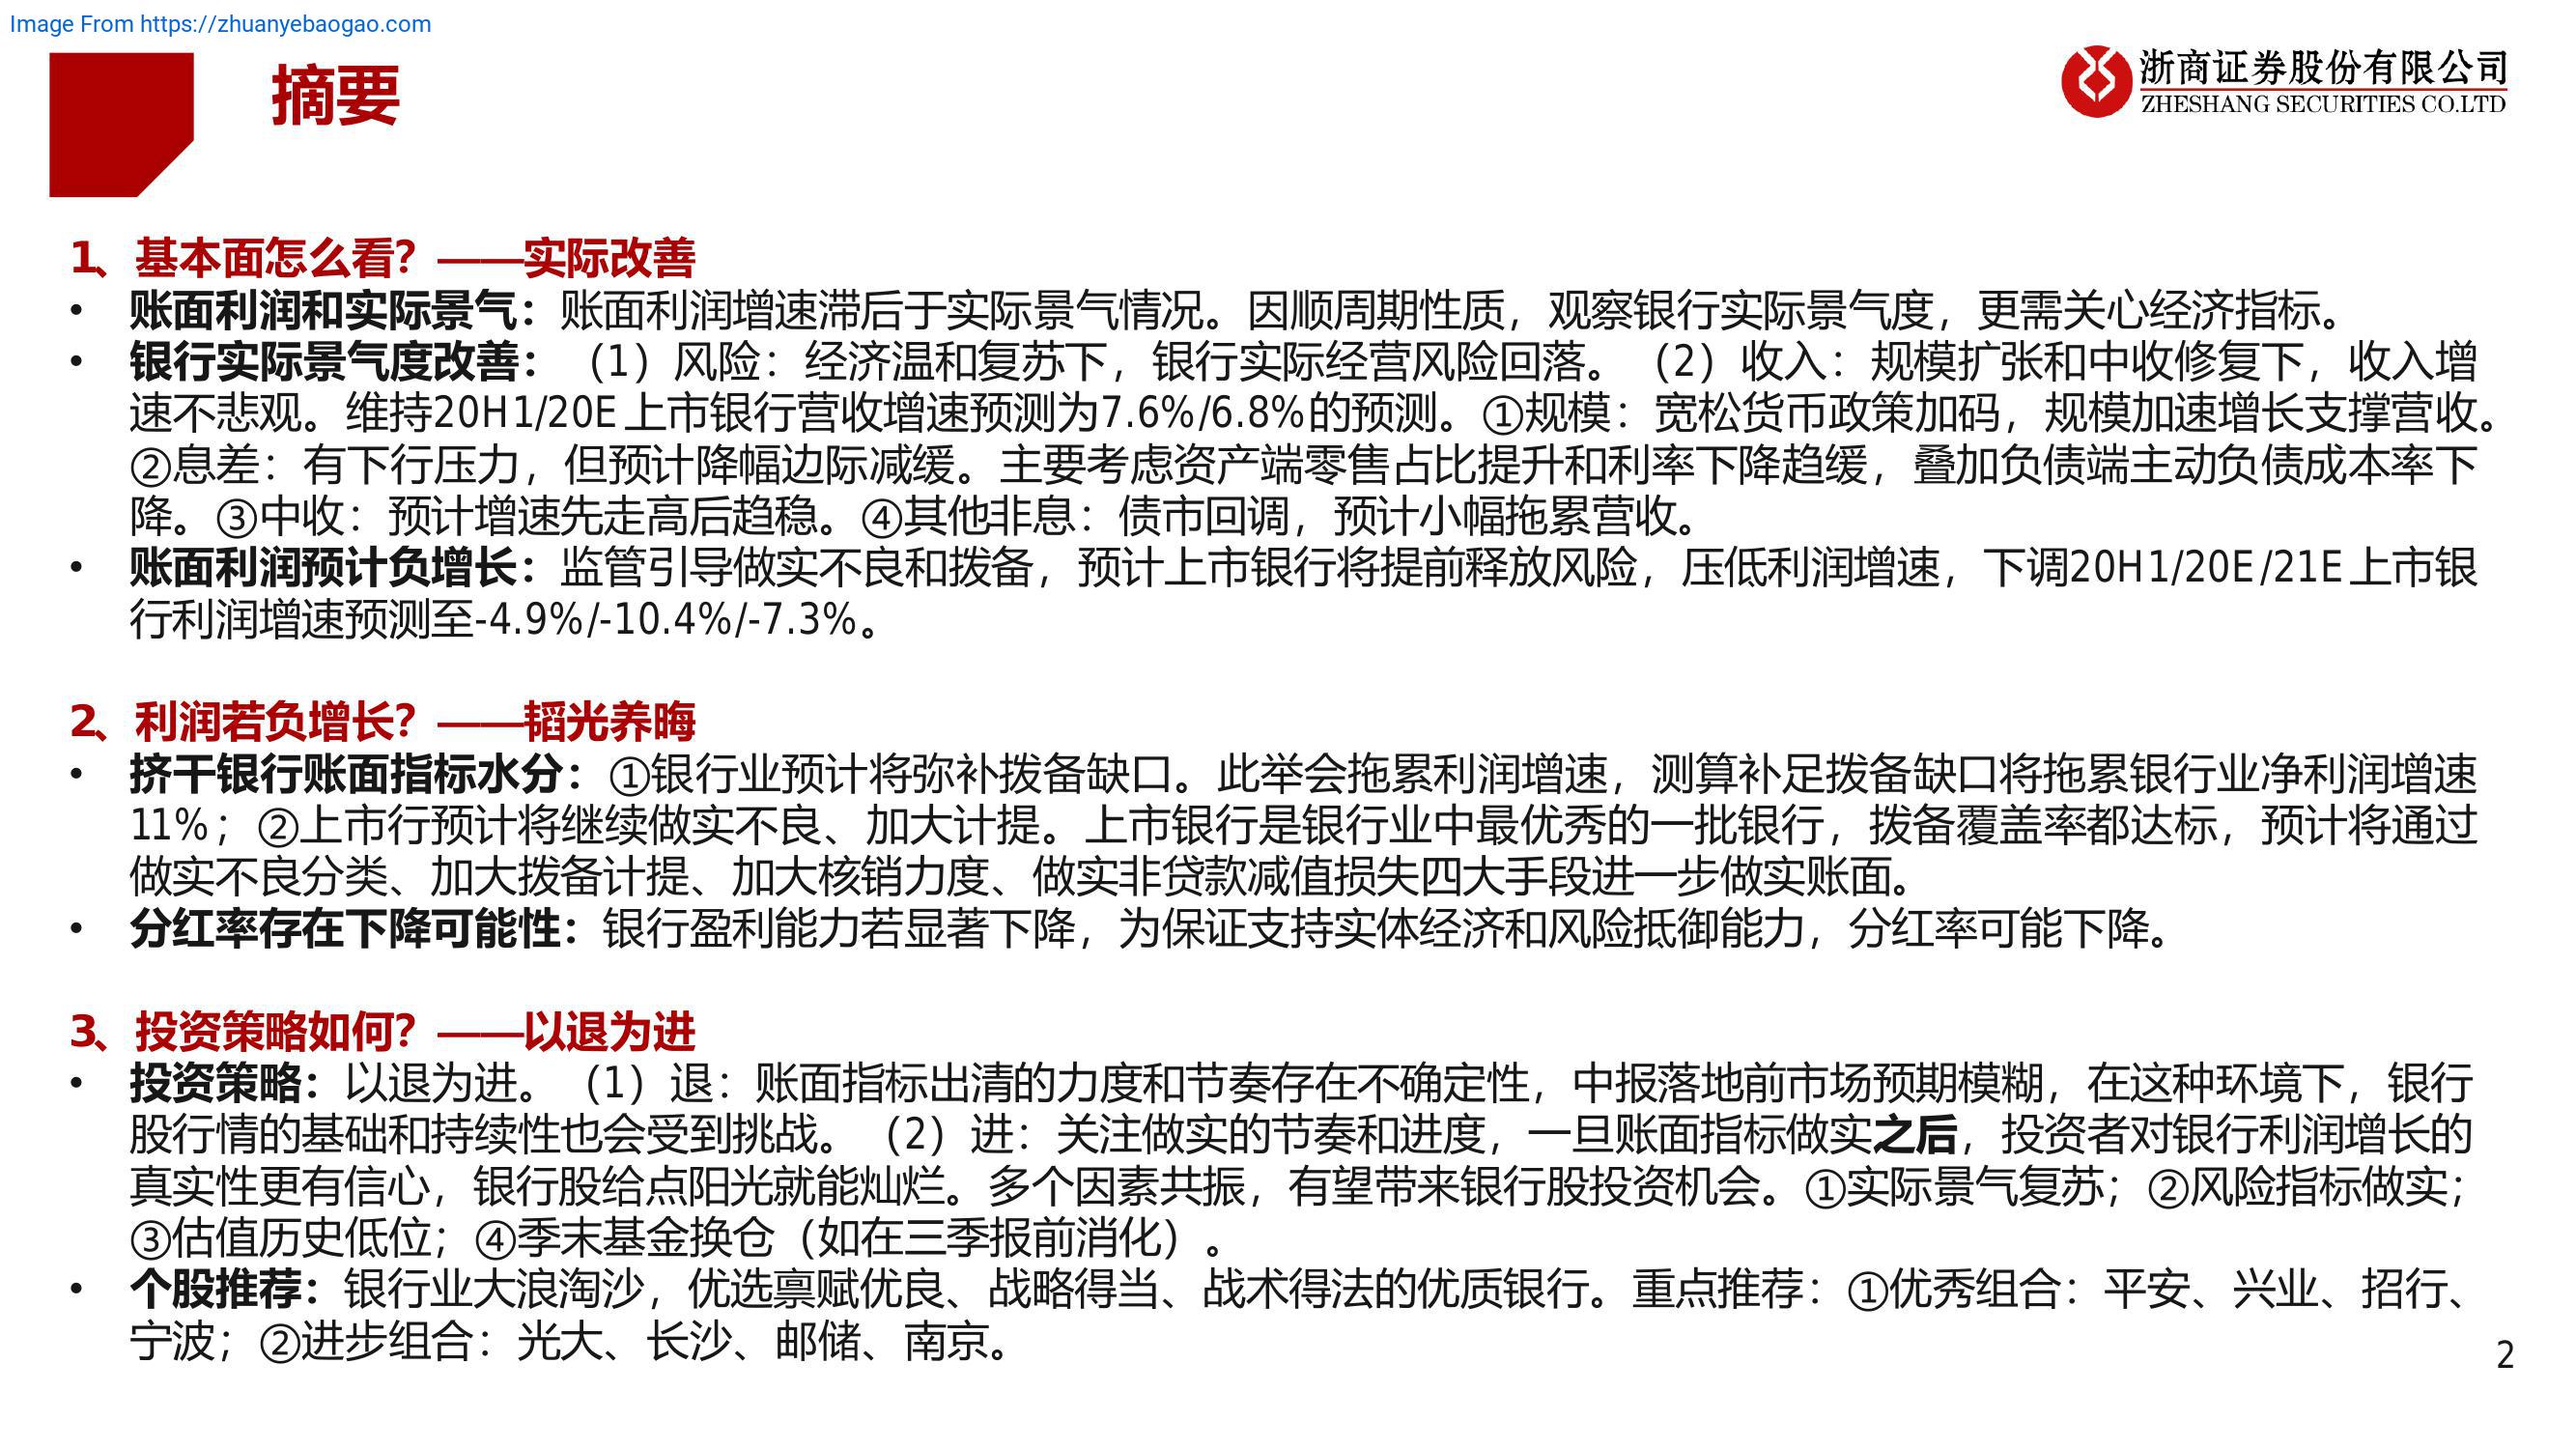 Image From https://zhuanyebaogao.com
摘要
浙商证券股份有限公司
ZHESHANG SECURITIES CO.LTD
1、基本面怎么看？——实际改善
• 账面利润和实际景气：账面利润增速滞后于实际景气情况。因顺周期性质，观察银行实际景气度，更需关心经济指标。
• 银行实际景气度改善：（1）风险：经济温和复苏下，银行实际经营风险回落。（2）收入：规模扩张和中收修复下，收入增
速不悲观。维持20H1/20E上市银行营收增速预测为7.6%/6.8%的预测。①规模：宽松货币政策加码，规模加速增长支撑营收。
②息差：有下行压力，但预计降幅边际减缓。主要考虑资产端零售占比提升和利率下降趋缓，叠加负债端主动负债成本率下
降。③中收：预计增速先走高后趋稳。④其他非息：债市回调，预计小幅拖累营收。
• 账面利润预计负增长：监管引导做实不良和拨备，预计上市银行将提前释放风险，压低利润增速，下调20H1/20E/21E上市银
行利润增速预测至-4.9%/-10.4%/-7.3%。
2、利润若负增长？——韬光养晦
• 挤干银行账面指标水分：①银行业预计将弥补拨备缺口。此举会拖累利润增速，测算补足拨备缺口将拖累银行业净利润增速
11%；②上市行预计将继续做实不良、加大计提。上市银行是银行业中最优秀的一批银行，拨备覆盖率都达标，预计将通过
做实不良分类、加大拨备计提、加大核销力度、做实非贷款减值损失四大手段进一步做实账面。
• 分红率存在下降可能性：银行盈利能力若显著下降，为保证支持实体经济和风险抵御能力，分红率可能下降。
3、投资策略如何？——以退为进
• 投资策略：以退为进。（1）退：账面指标出清的力度和节奏存在不确定性，中报落地前市场预期模糊，在这种环境下，银行
股行情的基础和持续性也会受到挑战。（2）进：关注做实的节奏和进度，一旦账面指标做实之后，投资者对银行利润增长的
真实性更有信心，银行股给点阳光就能灿烂。多个因素共振，有望带来银行股投资机会。①实际景气复苏；②风险指标做实；
③估值历史低位；④季末基金换仓（如在三季报前消化）。
• 个股推荐：银行业大浪淘沙，优选禀赋优良、战略得当、战术得法的优质银行。重点推荐：①优秀组合：平安、兴业、招行、
宁波；②进步组合：光大、长沙、邮储、南京。
2